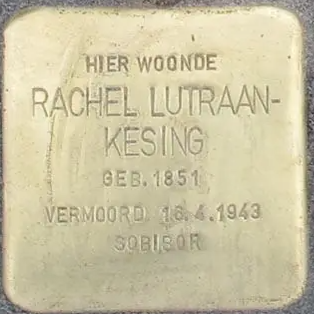 HIER WOONDE
RACHEL LUTRAAN-
KESING
GEB. 1851
VERMOORD 16.4.1943
SOBIBOR